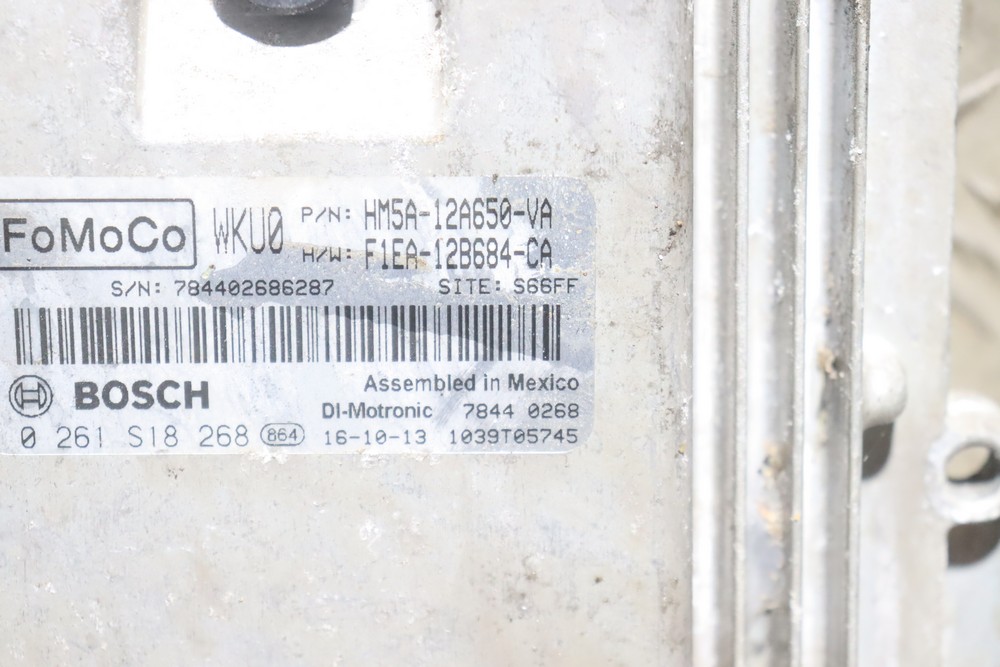 FoMoCo WKU0 P/N: HM5A-12A650-VA
H/W: F1EA-12B684-CA
S/N: 784402686287 SITE: S66FF
BOSCH Assembled in Mexico
DI-Motronic 7844 0268
0 261 S18 268 864 16-10-13 1039T05745